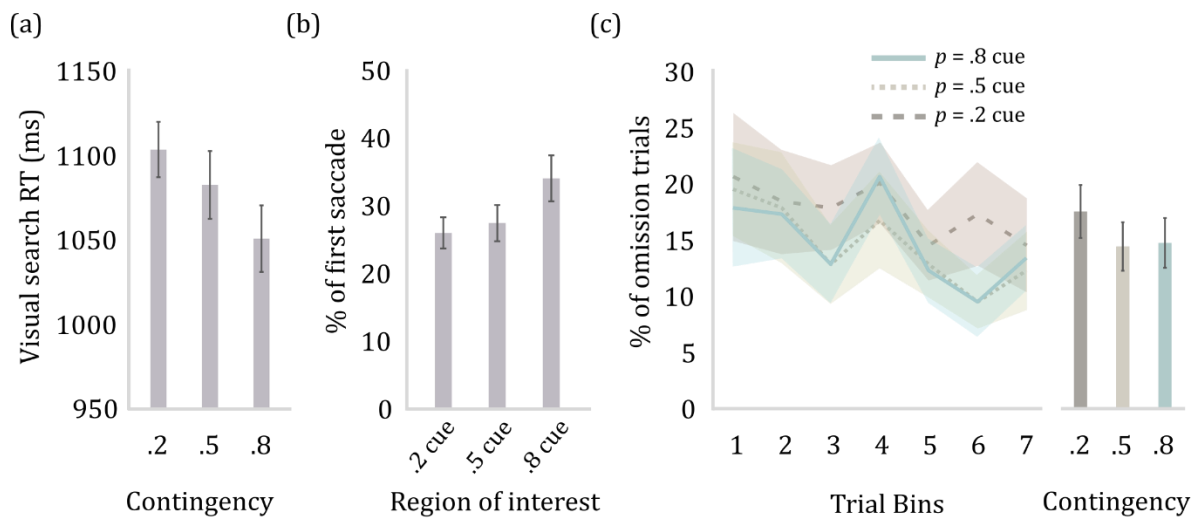 (a)
Visual search RT (ms)
1150
1100
1050
1000
950
.2 .5 .8
Contingency
(b)
% of first saccade
50
40
30
20
10
0
.2 cue .5 cue .8 cue
Region of interest
(c)
% of omission trials
30
25
20
15
10
5
0
p = .8 cue
p = .5 cue
p = .2 cue
1 2 3 4 5 6 7
Trial Bins
.2 .5 .8
Contingency